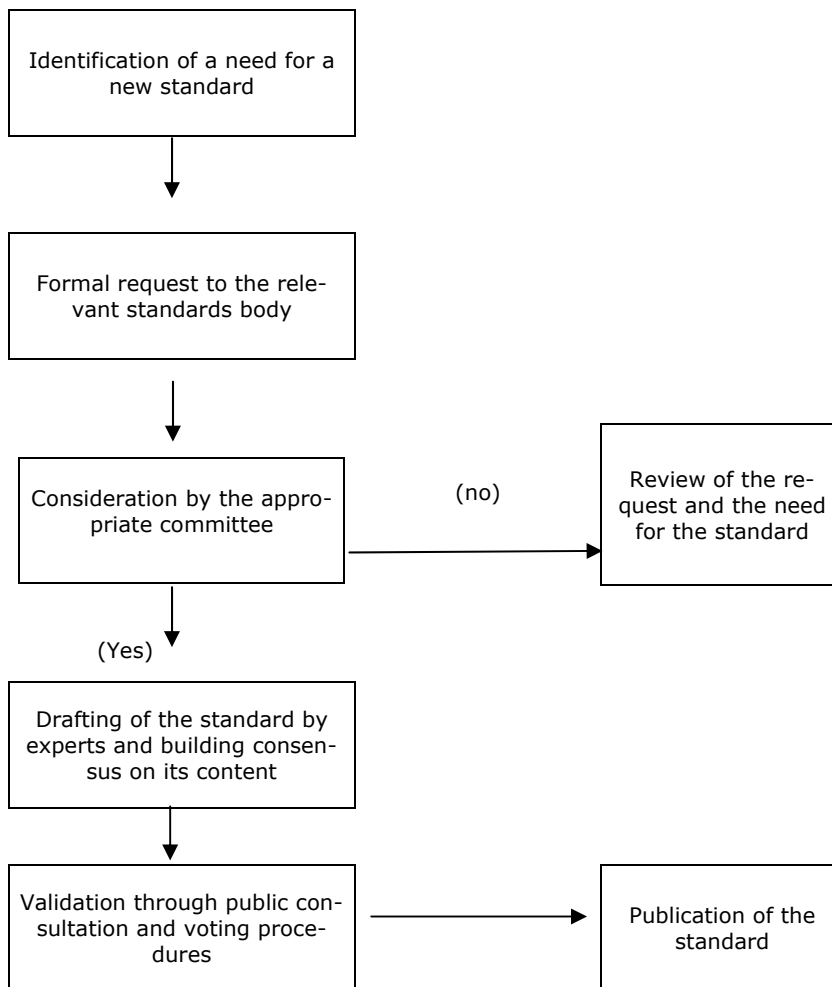 Identification of a need for a
new standard
Formal request to the rele-
vant standards body
Consideration by the appro-
priate committee
(no)
Review of the re-
quest and the need
for the standard
(Yes)
Drafting of the standard by
experts and building consen-
sus on its content
Validation through public con-
sultation and voting proce-
dures
Publication of the
standard